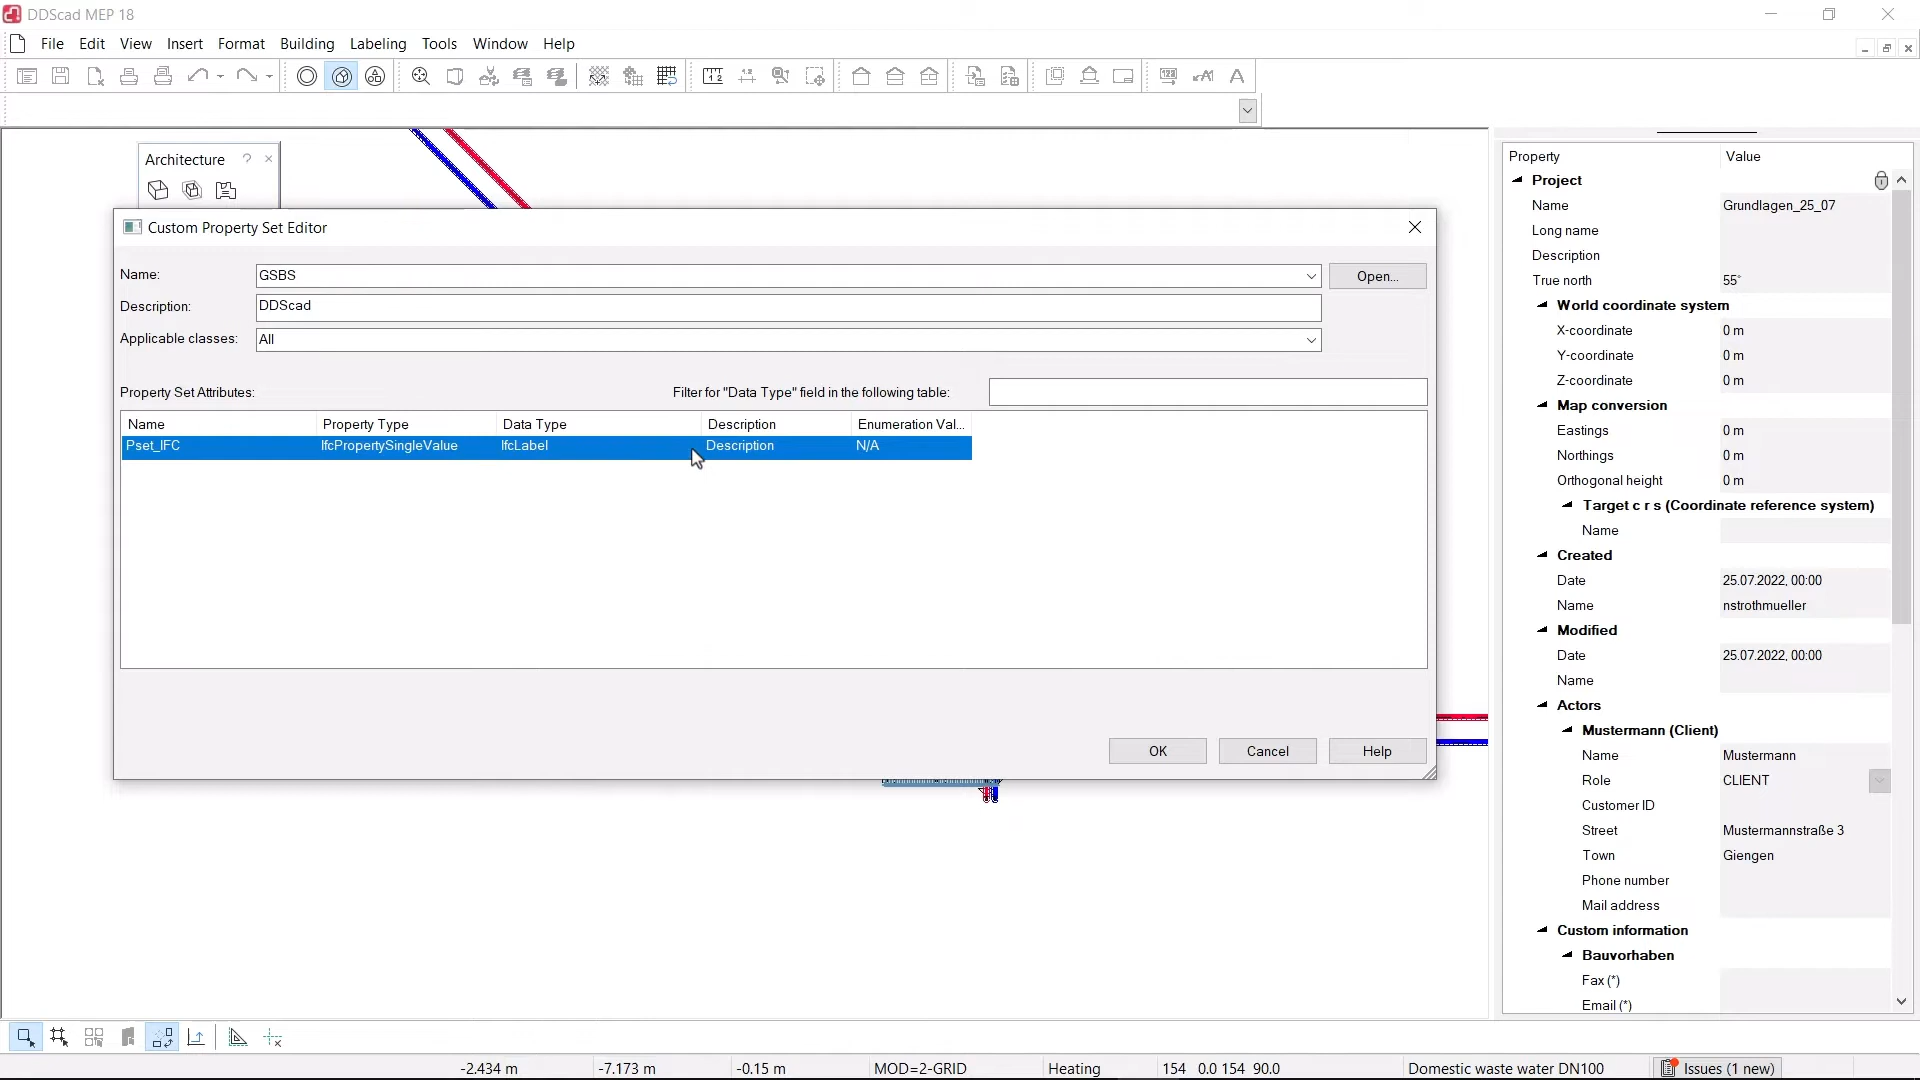 DDScad MEP 18
File Edit View Insert Format Building Labeling Tools Window Help
Architecture ? ×
Custom Property Set Editor
Name: GSBS Open...
Description: DDScad
Applicable classes: All
Property Set Attributes: Filter for "Data Type" field in the following table:
Name Property Type Data Type Description Enumeration Val...
Pset_IFC IfcPropertySingleValue IfcLabel Description N/A
OK Cancel Help
Property Value
Project
Name Grundlagen_25_07
Long name
Description
True north 55°
World coordinate system
X-coordinate 0 m
Y-coordinate 0 m
Z-coordinate 0 m
Map conversion
Eastings 0 m
Northings 0 m
Orthogonal height 0 m
Target c r s (Coordinate reference system)
Name
Created
Date 25.07.2022, 00:00
Name nstrothmueller
Modified
Date 25.07.2022, 00:00
Name
Actors
Mustermann (Client)
Name Mustermann
Role CLIENT
Customer ID
Street Mustermannstraße 3
Town Giengen
Phone number
Mail address
Custom information
Bauvorhaben
Fax (*)
Email (*)
-2.434 m -7.173 m -0.15 m MOD=2-GRID Heating 154 0.0 154 90.0 Domestic waste water DN100 Issues (1 new)